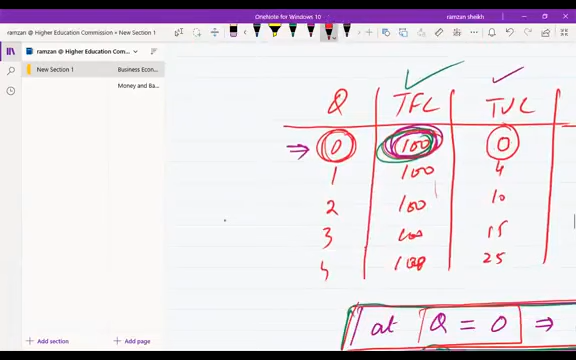 OneNote for Windows 10
ramzan sheikh
ramzan @ Higher Education Commission › New Section 1
ramzan @ Higher Education Com...
New Section 1
Business Econ...
Money and Ba...
Q TFC TVC
⇒ 0 100 0
1 100 4
2 100 10
3 100 15
4 100 25
at Q = 0 ⇒
+ Add section
+ Add page